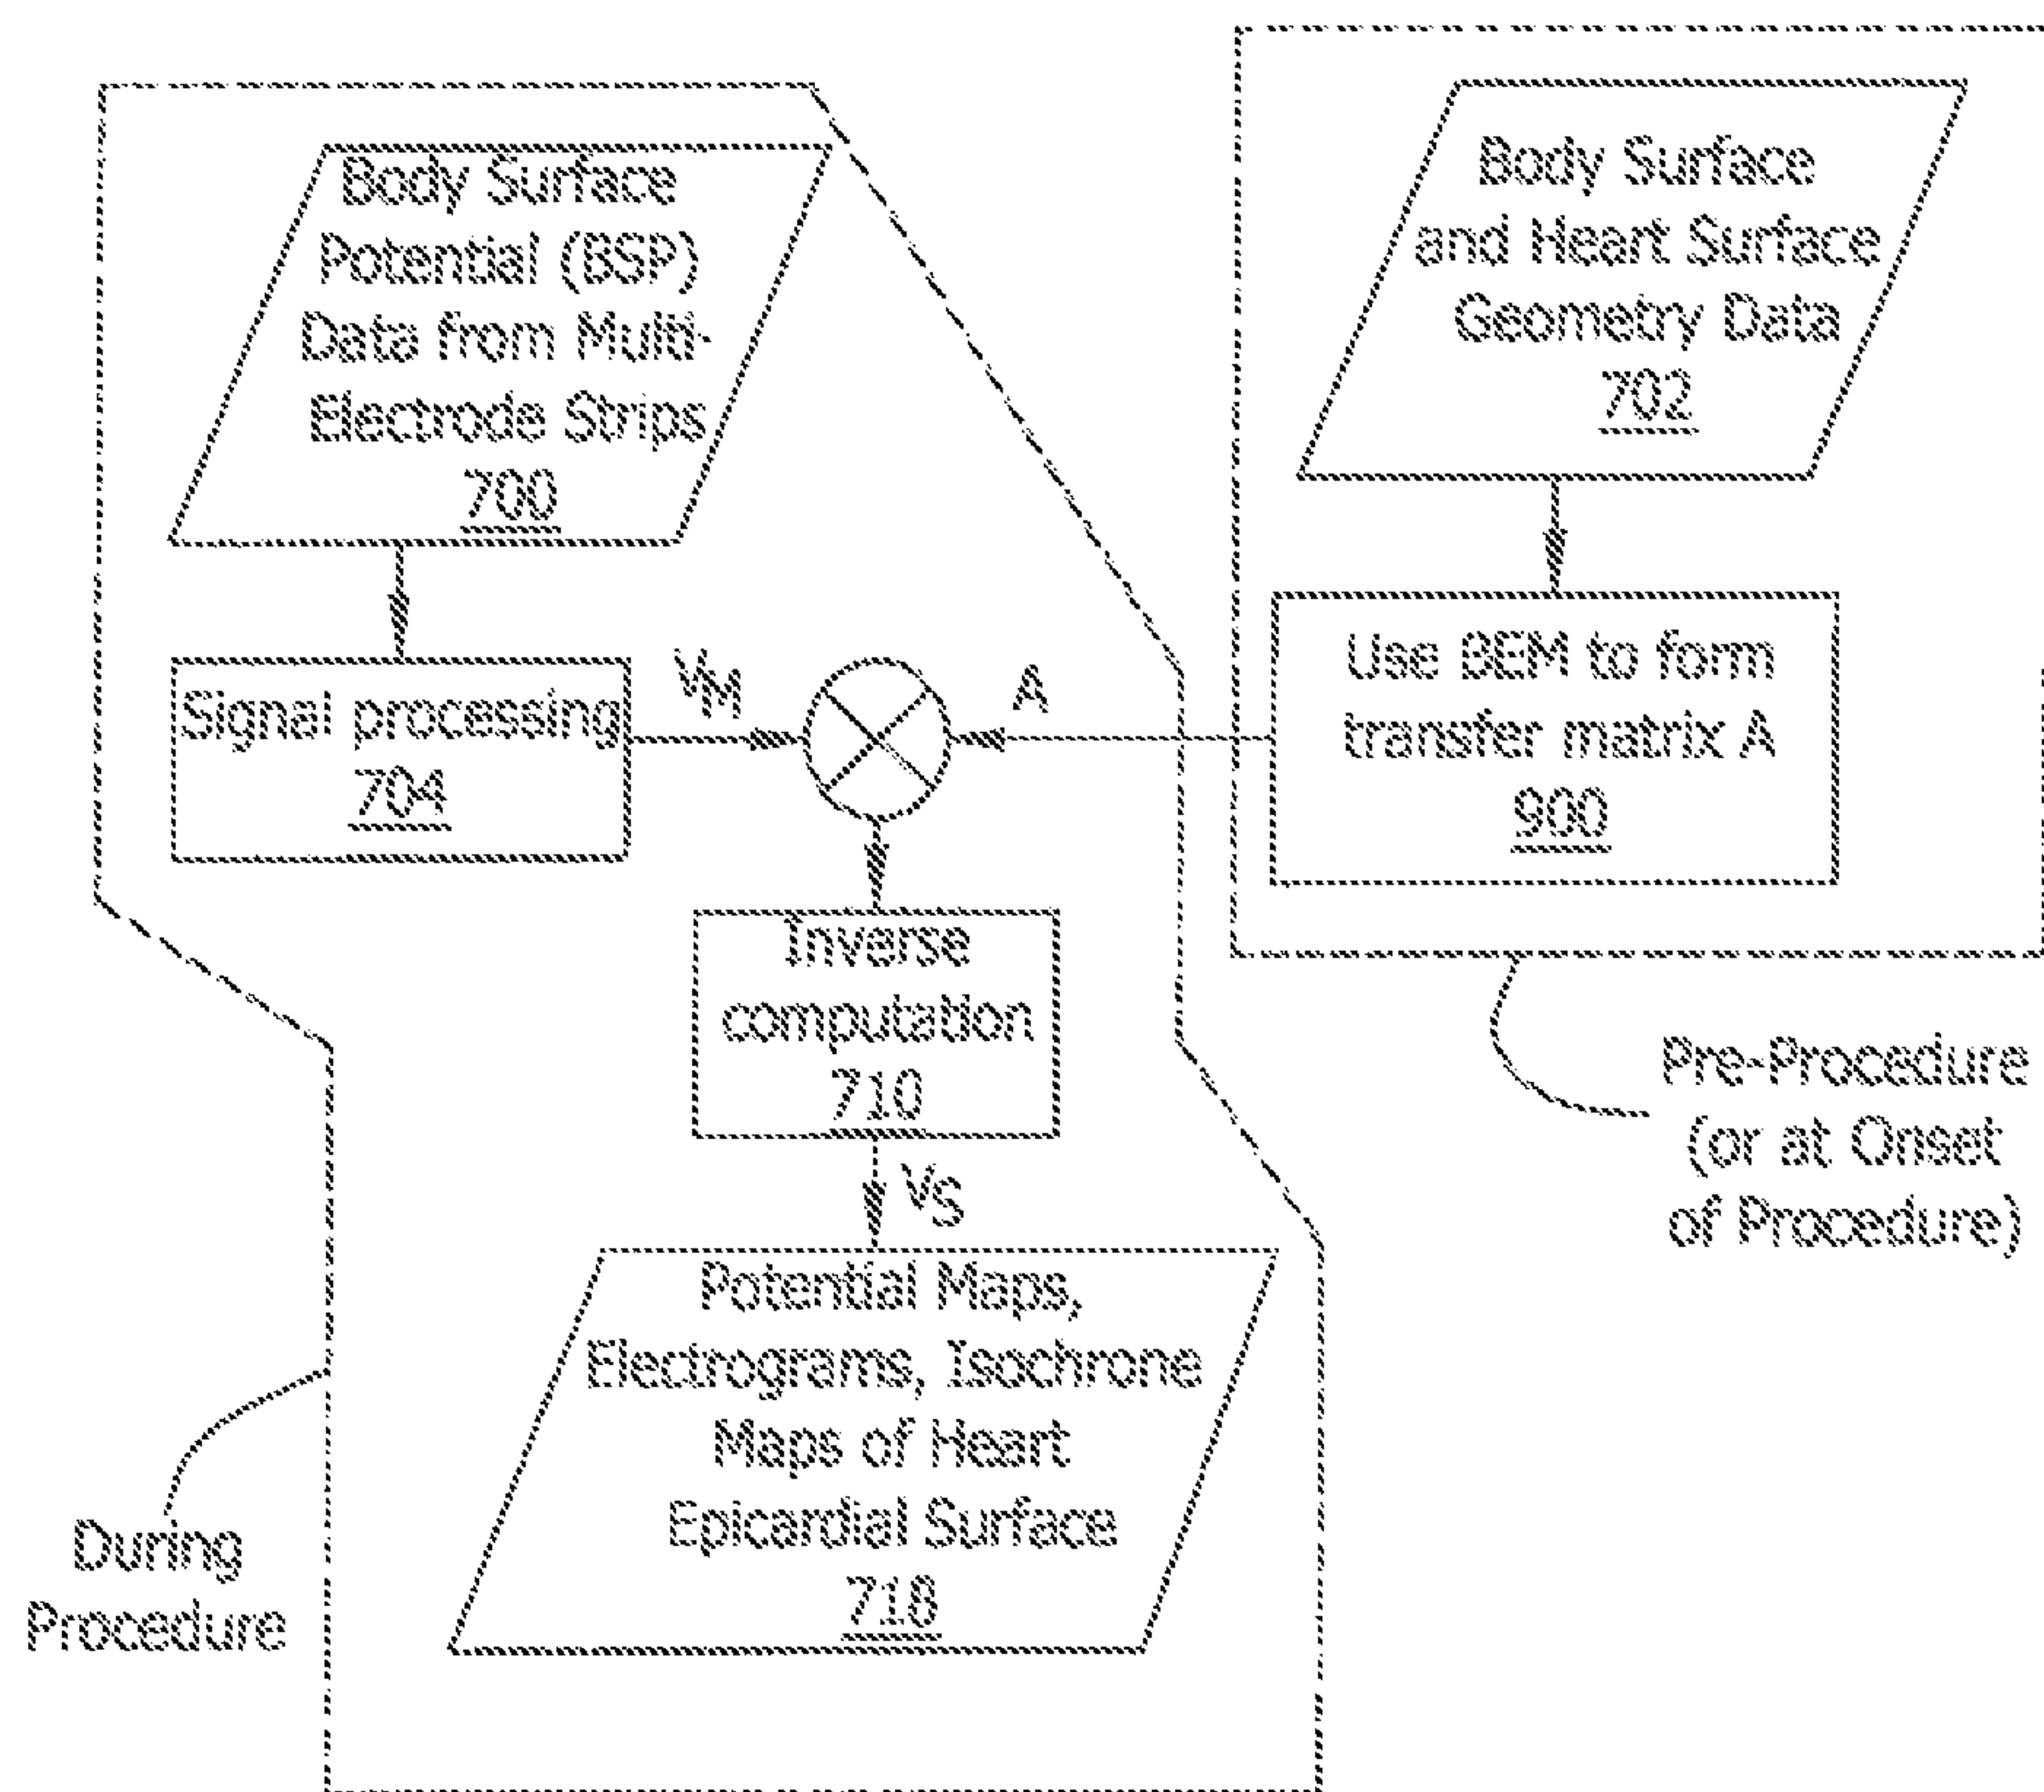 Body Surface
Potential (BSP)
Data from Multi-
Electrode Strips
700
Body Surface
and Heart Surface
Geometry Data
702
Signal processing
704
VM
A
Use BEM to form
transfer matrix A
900
Inverse
computation
710
VS
Pre-Procedure
(or at Onset
of Procedure)
Potential Maps,
Electrograms, Isochrone
Maps of Heart
Epicardial Surface
718
During
Procedure